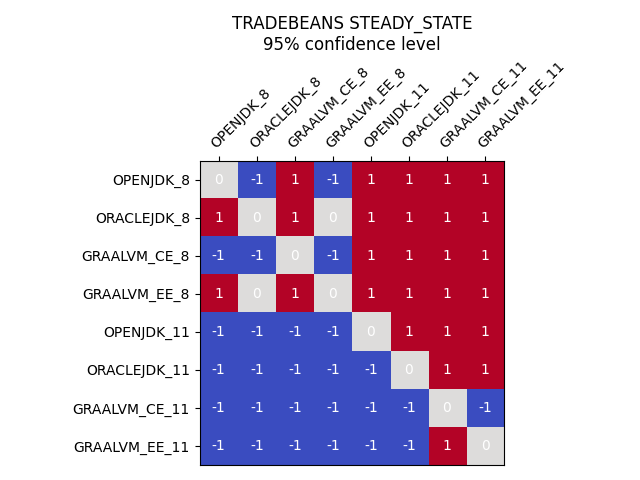 TRADEBEANS STEADY_STATE
95% confidence level
OPENJDK_8 ORACLEJDK_8 GRAALVM_CE_8 GRAALVM_EE_8 OPENJDK_11 ORACLEJDK_11 GRAALVM_CE_11 GRAALVM_EE_11
OPENJDK_8 0 -1 1 -1 1 1 1 1
ORACLEJDK_8 1 0 1 0 1 1 1 1
GRAALVM_CE_8 -1 -1 0 -1 1 1 1 1
GRAALVM_EE_8 1 0 1 0 1 1 1 1
OPENJDK_11 -1 -1 -1 -1 0 1 1 1
ORACLEJDK_11 -1 -1 -1 -1 -1 0 1 1
GRAALVM_CE_11 -1 -1 -1 -1 -1 -1 0 -1
GRAALVM_EE_11 -1 -1 -1 -1 -1 -1 1 0